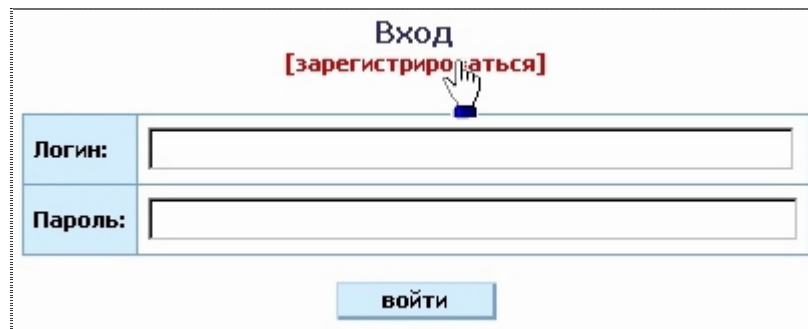 Вход
[зарегистрироваться]
Логин:
Пароль:
войти